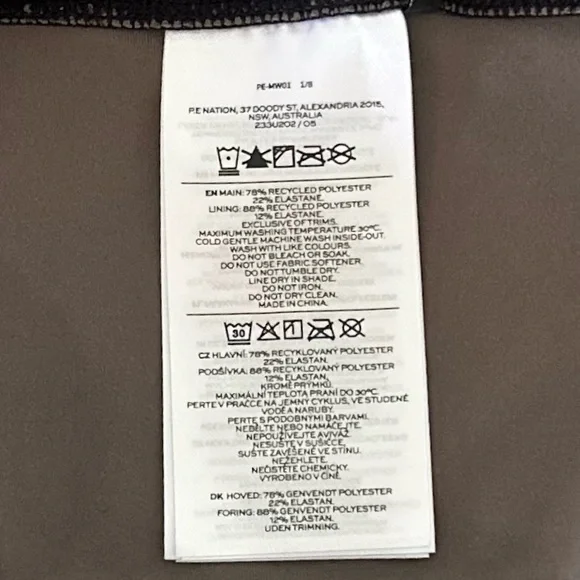 PE-MW01 1/8
P.E NATION, 37 DOODY ST, ALEXANDRIA 2015,
NSW, AUSTRALIA
233U202 / 05
EN MAIN: 78% RECYCLED POLYESTER
22% ELASTANE.
LINING: 88% RECYCLED POLYESTER
12% ELASTANE.
EXCLUSIVE OF TRIMS.
MAXIMUM WASHING TEMPERATURE 30°C.
COLD GENTLE MACHINE WASH INSIDE-OUT.
WASH WITH LIKE COLOURS.
DO NOT BLEACH OR SOAK.
DO NOT USE FABRIC SOFTENER.
DO NOT TUMBLE DRY.
LINE DRY IN SHADE.
DO NOT IRON.
DO NOT DRY CLEAN.
MADE IN CHINA.
30
CZ HLAVNÍ: 78% RECYKLOVANÝ POLYESTER
22% ELASTAN.
PODŠÍVKA: 88% RECYKLOVANÝ POLYESTER
12% ELASTAN.
KROMĚ PRÝMKŮ.
MAXIMÁLNÍ TEPLOTA PRANÍ DO 30°C.
PERTE V PRAČCE NA JEMNÝ CYKLUS, VE STUDENÉ
VODĚ A NARUBY.
PERTE S PODOBNÝMI BARVAMI.
NEBĚLTE NEBO NAMÁČEJTE.
NEPOUŽÍVEJTE AVIVÁŽ.
NESUŠTE V SUŠIČCE.
SUŠTE ZAVĚŠENÉ VE STÍNU.
NEŽEHLETE.
NEČISTĚTE CHEMICKY.
VYROBENO V ČÍNĚ.
DK HOVED: 78% GENVENDT POLYESTER
22% ELASTAN.
FORING: 88% GENVENDT POLYESTER
12% ELASTAN.
UDEN TRIMNING.